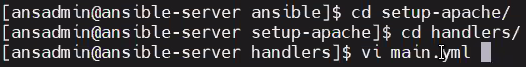 [ansadmin@ansible-server ansible]$ cd setup-apache/
[ansadmin@ansible-server setup-apache]$ cd handlers/
[ansadmin@ansible-server handlers]$ vi main.yml